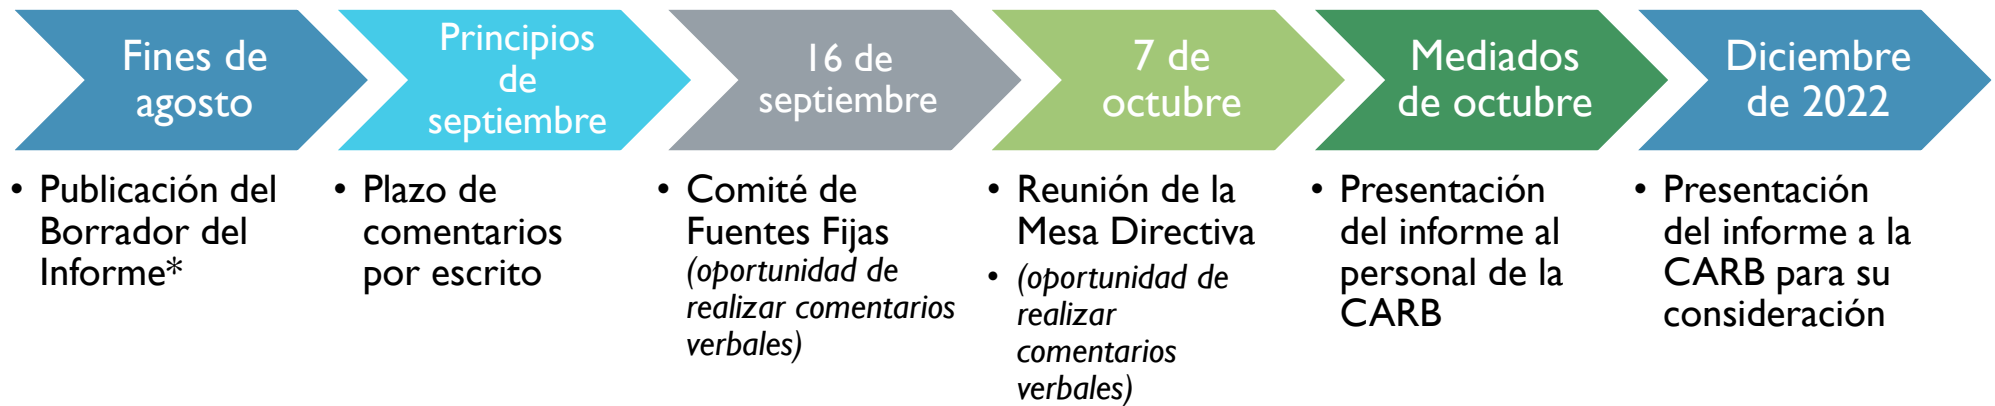 Fines de
agosto
Principios
de
septiembre
16 de
septiembre
7 de
octubre
Mediados
de octubre
Diciembre
de 2022
• Publicación del
Borrador del
Informe*
• Plazo de
comentarios
por escrito
• Comité de
Fuentes Fijas
(oportunidad de
realizar comentarios
verbales)
• Reunión de la
Mesa Directiva
• (oportunidad de
realizar
comentarios
verbales)
• Presentación
del informe al
personal de la
CARB
• Presentación
del informe a la
CARB para su
consideración